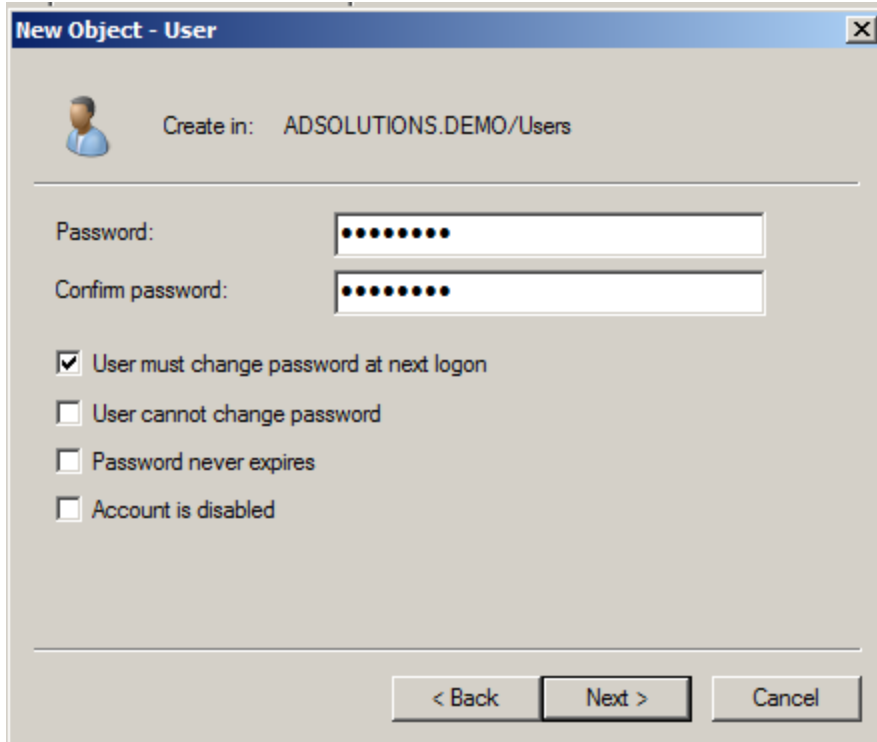 New Object - User
Create in: ADSOLUTIONS.DEMO/Users
Password: ●●●●●●●●
Confirm password: ●●●●●●●●
User must change password at next logon
User cannot change password
Password never expires
Account is disabled
< Back Next > Cancel